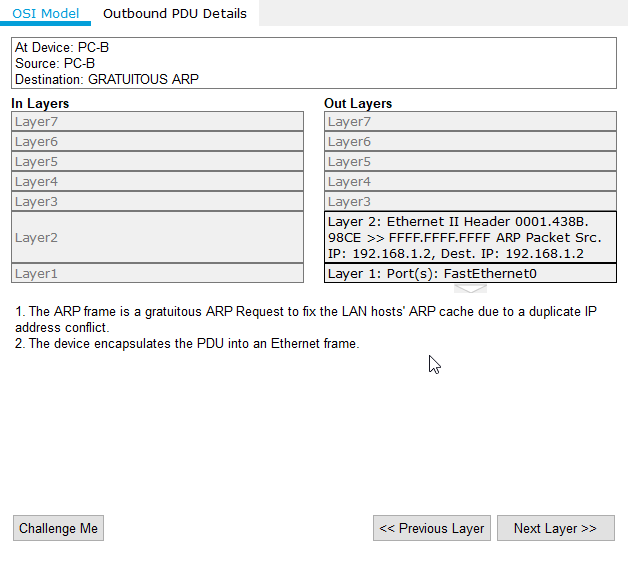 OSI Model Outbound PDU Details
At Device: PC-B
Source: PC-B
Destination: GRATUITOUS ARP
In Layers
Layer7
Layer6
Layer5
Layer4
Layer3
Layer2
Layer1
Out Layers
Layer7
Layer6
Layer5
Layer4
Layer3
Layer 2: Ethernet II Header 0001.438B.
98CE >> FFFF.FFFF.FFFF ARP Packet Src.
IP: 192.168.1.2, Dest. IP: 192.168.1.2
Layer 1: Port(s): FastEthernet0
1. The ARP frame is a gratuitous ARP Request to fix the LAN hosts' ARP cache due to a duplicate IP
address conflict.
2. The device encapsulates the PDU into an Ethernet frame.
Challenge Me << Previous Layer Next Layer >>